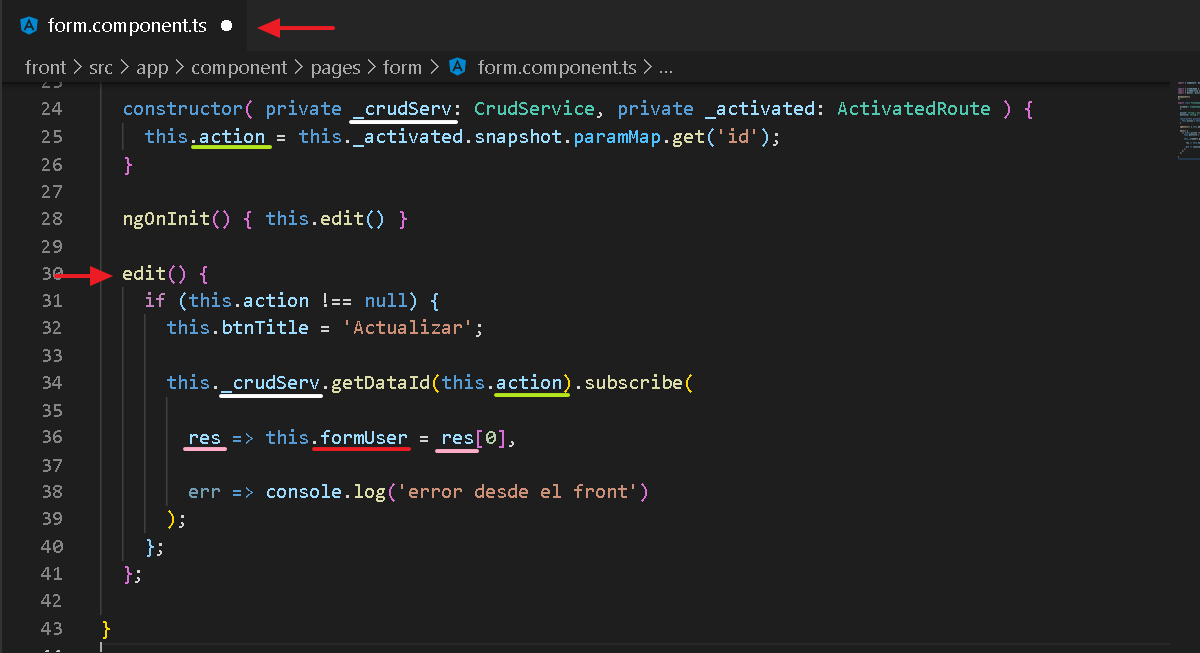 form.component.ts
front > src > app > component > pages > form > form.component.ts > ...
24 constructor( private _crudServ: CrudService, private _activated: ActivatedRoute ) {
25 this.action = this._activated.snapshot.paramMap.get('id');
26 }
27
28 ngOnInit() { this.edit() }
29
30 edit() {
31 if (this.action !== null) {
32 this.btnTitle = 'Actualizar';
33
34 this._crudServ.getDataId(this.action).subscribe(
35
36 res => this.formUser = res[0],
37
38 err => console.log('error desde el front')
39 );
40 };
41 };
42
43 }